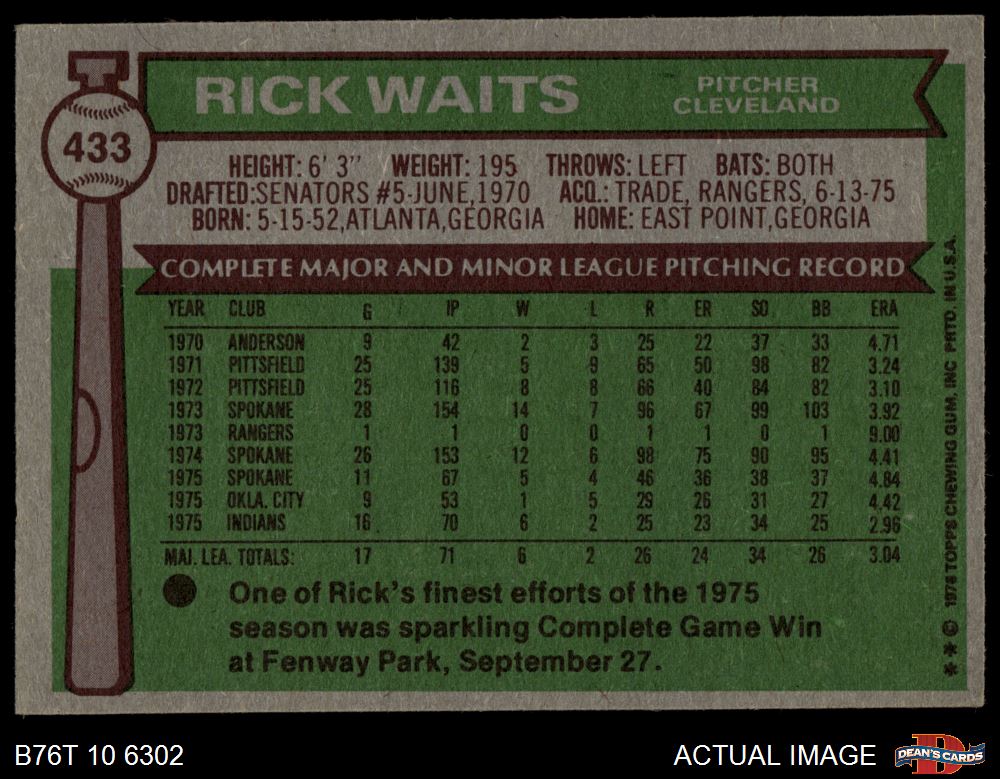 RICK WAITS
PITCHER
CLEVELAND
433
HEIGHT: 6' 3" WEIGHT: 195 THROWS: LEFT BATS: BOTH
DRAFTED:SENATORS #5-JUNE,1970 ACQ.: TRADE, RANGERS, 6-13-75
BORN: 5-15-52,ATLANTA,GEORGIA HOME: EAST POINT,GEORGIA
COMPLETE MAJOR AND MINOR LEAGUE PITCHING RECORD
YEAR CLUB G IP W L R ER SO BB ERA
1970 ANDERSON 9 42 2 3 25 22 37 33 4.71
1971 PITTSFIELD 25 139 5 9 65 50 98 82 3.24
1972 PITTSFIELD 25 116 8 8 66 40 84 82 3.10
1973 SPOKANE 28 154 14 7 96 67 99 103 3.92
1973 RANGERS 1 1 0 0 1 1 0 1 9.00
1974 SPOKANE 26 153 12 6 98 75 90 95 4.41
1975 SPOKANE 11 67 5 4 46 36 38 37 4.84
1975 OKLA. CITY 9 53 1 5 29 26 31 27 4.42
1975 INDIANS 16 70 6 2 25 23 34 25 2.96
MAJ. LEA. TOTALS: 17 71 6 2 26 24 34 26 3.04
One of Rick's finest efforts of the 1975
season was sparkling Complete Game Win
at Fenway Park, September 27.
** © 1976 TOPPS CHEWING GUM, INC PRTD. IN U.S.A.
B76T 10 6302
ACTUAL IMAGE
DEAN'S CARDS